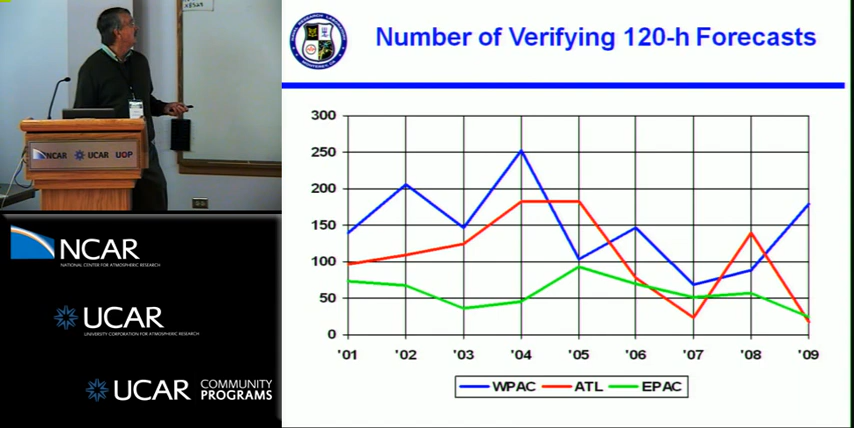 Number of Verifying 120-h Forecasts
300
250
200
150
100
50
0
'01 '02 '03 '04 '05 '06 '07 '08 '09
WPAC ATL EPAC
NCAR UCAR UOP
NCAR
NATIONAL CENTER FOR ATMOSPHERIC RESEARCH
UCAR
UNIVERSITY CORPORATION FOR ATMOSPHERIC RESEARCH
UCAR COMMUNITY
PROGRAMS